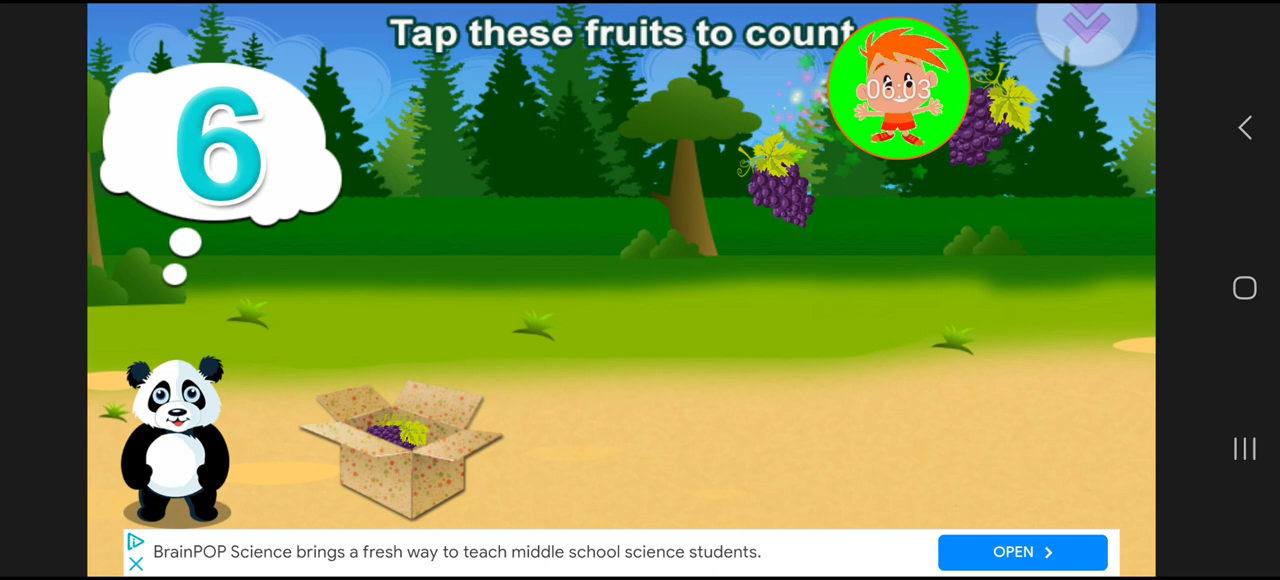 Tap these fruits to count
06:03
6
BrainPOP Science brings a fresh way to teach middle school science students.
OPEN